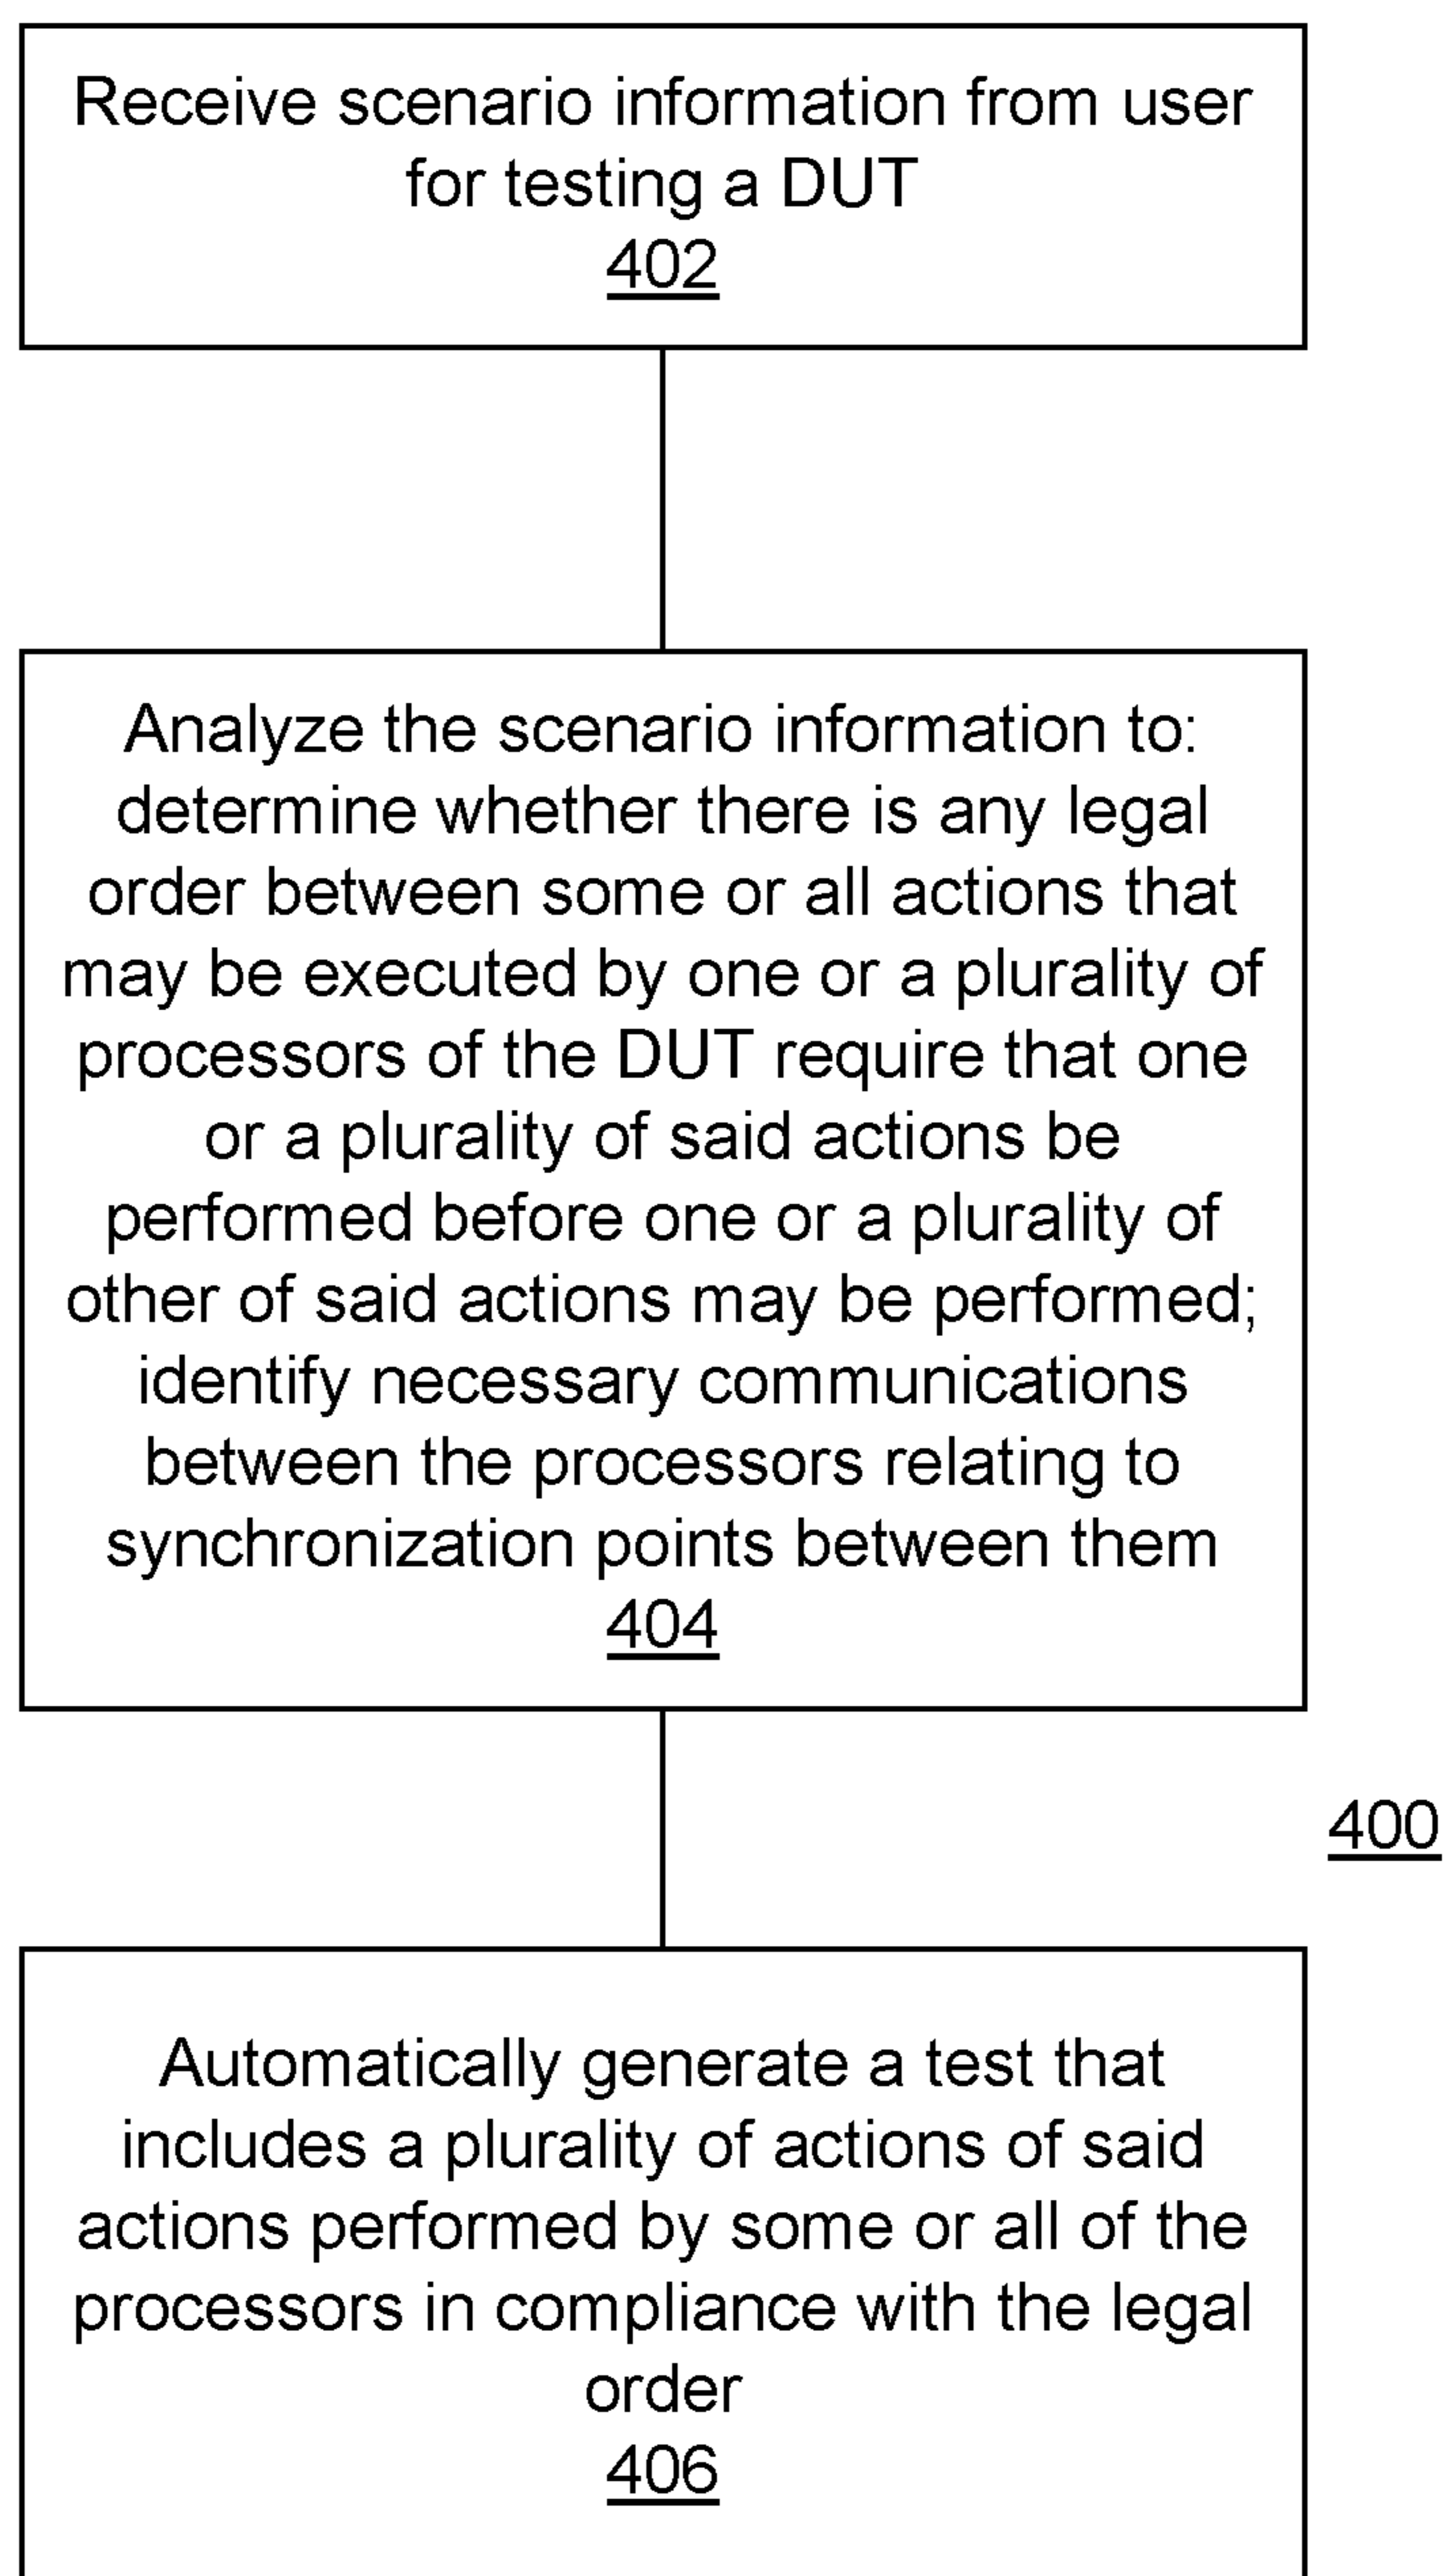 Receive scenario information from user
for testing a DUT
402
Analyze the scenario information to:
determine whether there is any legal
order between some or all actions that
may be executed by one or a plurality of
processors of the DUT require that one
or a plurality of said actions be
performed before one or a plurality of
other of said actions may be performed;
identify necessary communications
between the processors relating to
synchronization points between them
404
400
Automatically generate a test that
includes a plurality of actions of said
actions performed by some or all of the
processors in compliance with the legal
order
406